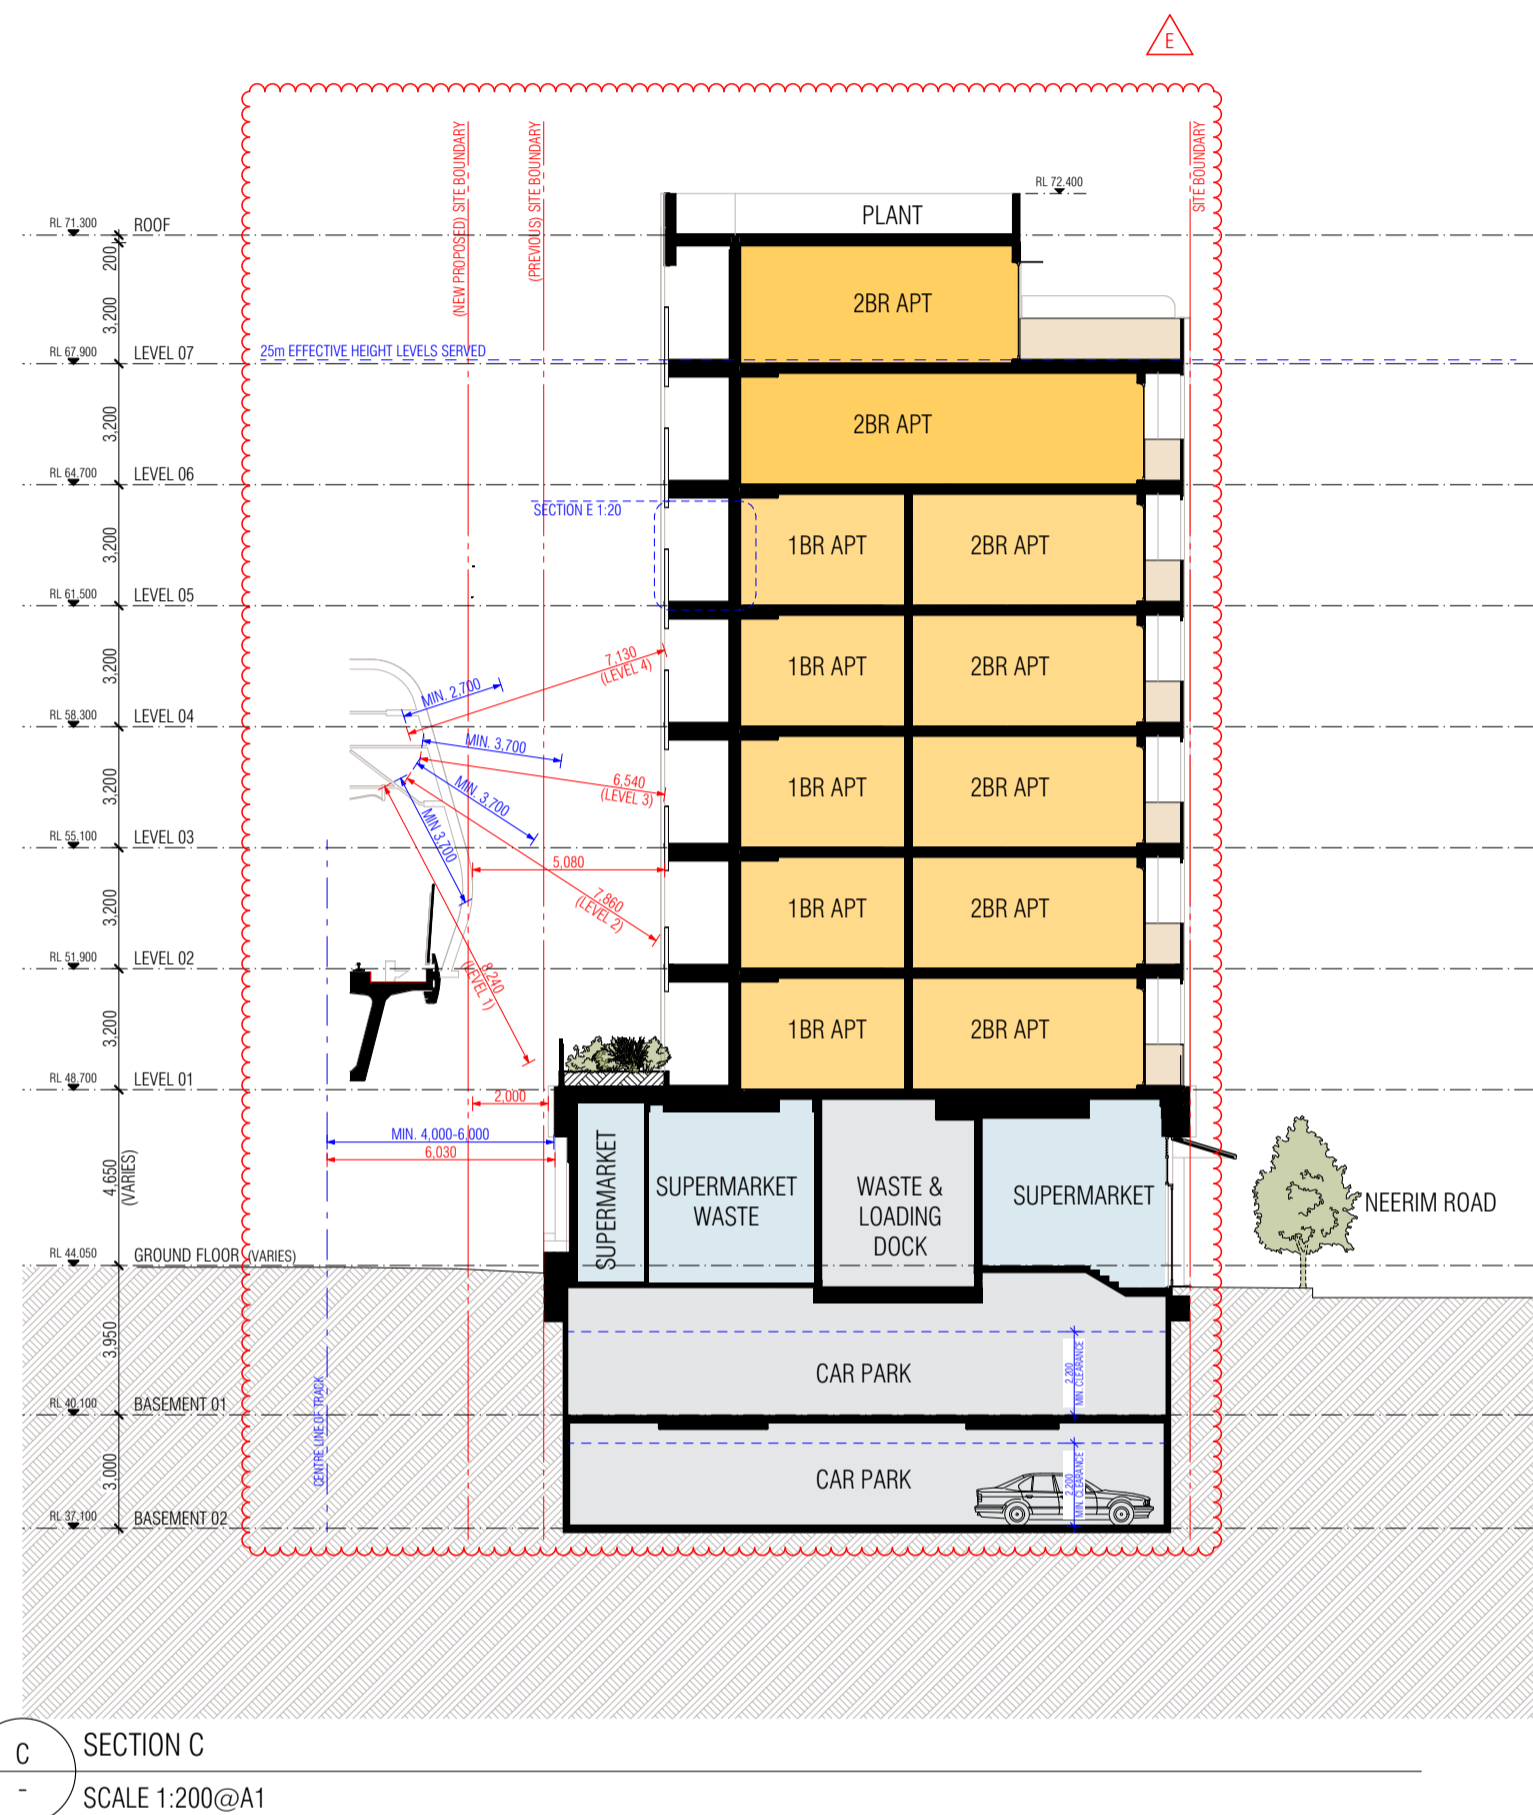 E
(NEW PROPOSED) SITE BOUNDARY
(PREVIOUS) SITE BOUNDARY
SITE BOUNDARY
RL 72.400
PLANT
RL 71.300
ROOF
200
3,200
2BR APT
RL 67.900
LEVEL 07
25m EFFECTIVE HEIGHT LEVELS SERVED
3,200
2BR APT
RL 64.700
LEVEL 06
SECTION E 1:20
3,200
1BR APT
2BR APT
RL 61.500
LEVEL 05
3,200
7,130
(LEVEL 4)
1BR APT
2BR APT
MIN. 2,700
RL 58.300
LEVEL 04
MIN. 3,700
3,200
6,540
(LEVEL 3)
1BR APT
2BR APT
MIN. 3,700
MIN 3,700
RL 55.100
LEVEL 03
5,080
3,200
7,860
(LEVEL 2)
1BR APT
2BR APT
RL 51.900
LEVEL 02
8,240
(LEVEL 1)
3,200
1BR APT
2BR APT
RL 48.700
LEVEL 01
2,000
MIN. 4,000-6,000
6,030
4,650
(VARIES)
SUPERMARKET
SUPERMARKET
WASTE
WASTE &
LOADING
DOCK
SUPERMARKET
NEERIM ROAD
RL 44.050
GROUND FLOOR (VARIES)
3,950
CAR PARK
2,200
MIN. CLEARANCE
CENTRE LINE OF TRACK
RL 40.100
BASEMENT 01
3,000
CAR PARK
2,200
MIN. CLEARANCE
RL 37.100
BASEMENT 02
C
-
SECTION C
SCALE 1:200@A1